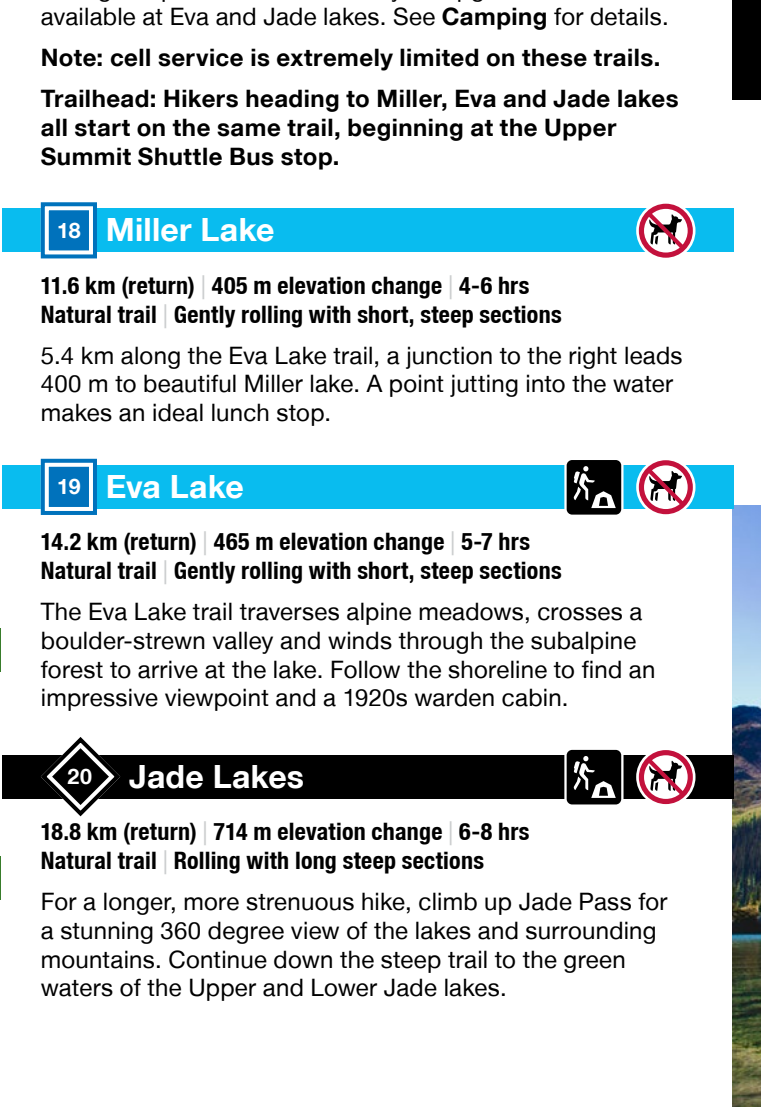 available at Eva and Jade lakes. See Camping for details.
Note: cell service is extremely limited on these trails.
Trailhead: Hikers heading to Miller, Eva and Jade lakes
all start on the same trail, beginning at the Upper
Summit Shuttle Bus stop.
18 Miller Lake
11.6 km (return) | 405 m elevation change | 4-6 hrs
Natural trail | Gently rolling with short, steep sections
5.4 km along the Eva Lake trail, a junction to the right leads
400 m to beautiful Miller lake. A point jutting into the water
makes an ideal lunch stop.
19 Eva Lake
14.2 km (return) | 465 m elevation change | 5-7 hrs
Natural trail | Gently rolling with short, steep sections
The Eva Lake trail traverses alpine meadows, crosses a
boulder-strewn valley and winds through the subalpine
forest to arrive at the lake. Follow the shoreline to find an
impressive viewpoint and a 1920s warden cabin.
20 Jade Lakes
18.8 km (return) | 714 m elevation change | 6-8 hrs
Natural trail | Rolling with long steep sections
For a longer, more strenuous hike, climb up Jade Pass for
a stunning 360 degree view of the lakes and surrounding
mountains. Continue down the steep trail to the green
waters of the Upper and Lower Jade lakes.